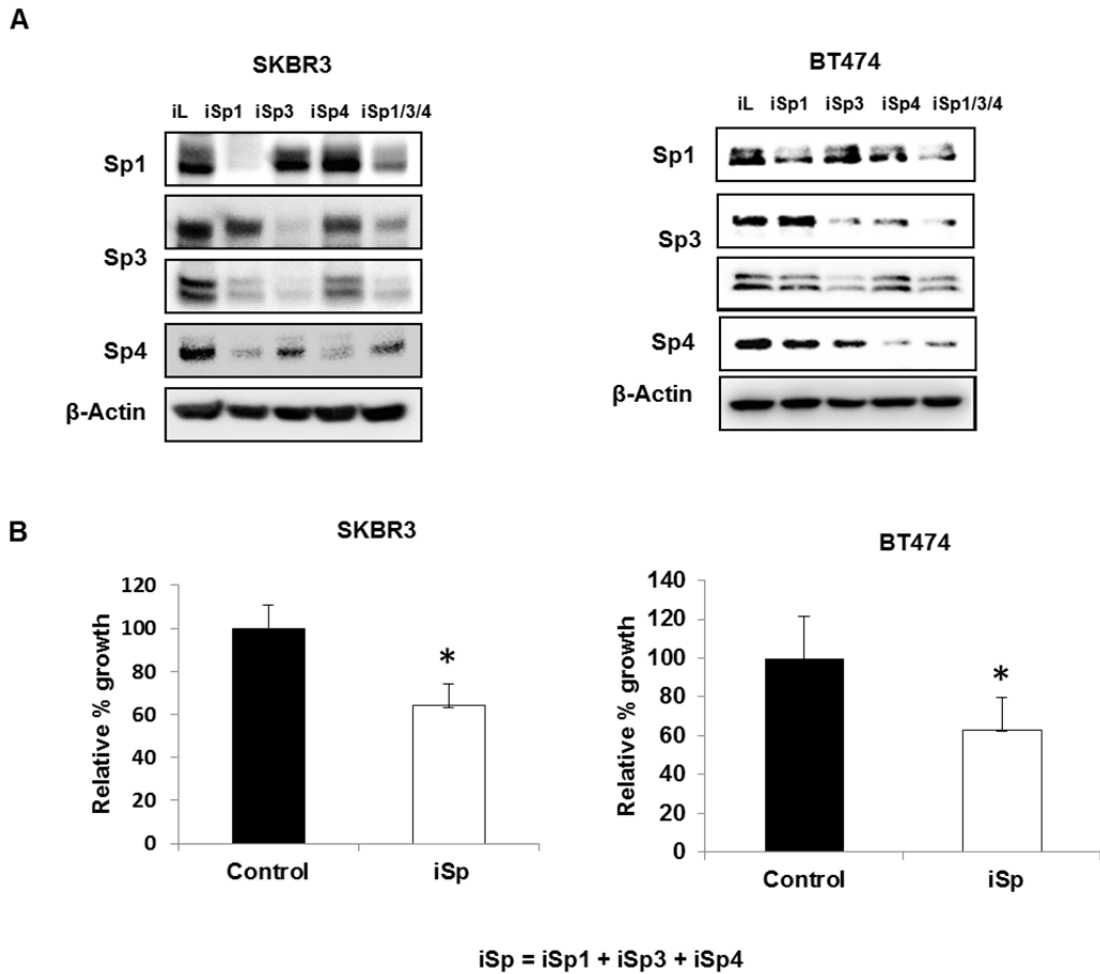 A
SKBR3
iL iSp1 iSp3 iSp4 iSp1/3/4
Sp1
Sp3
Sp4
β-Actin
BT474
iL iSp1 iSp3 iSp4 iSp1/3/4
Sp1
Sp3
Sp4
β-Actin
B
SKBR3
Relative % growth
120
100
80
60
40
20
0
*
Control iSp
BT474
Relative % growth
140
120
100
80
60
40
20
0
*
Control iSp
iSp = iSp1 + iSp3 + iSp4